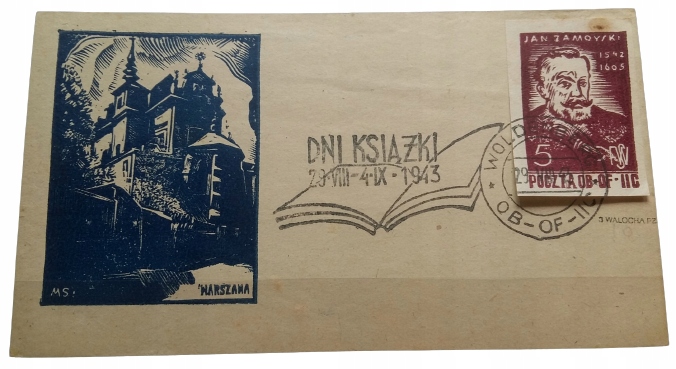 JAN ZAMOYSKI
1542
1605
5
POCZTA OB-OF-IIC
DNI KSIĄŻKI
29-VIII-4-IX-1943
OB-OF-IIC
MS.
WARSZAWA